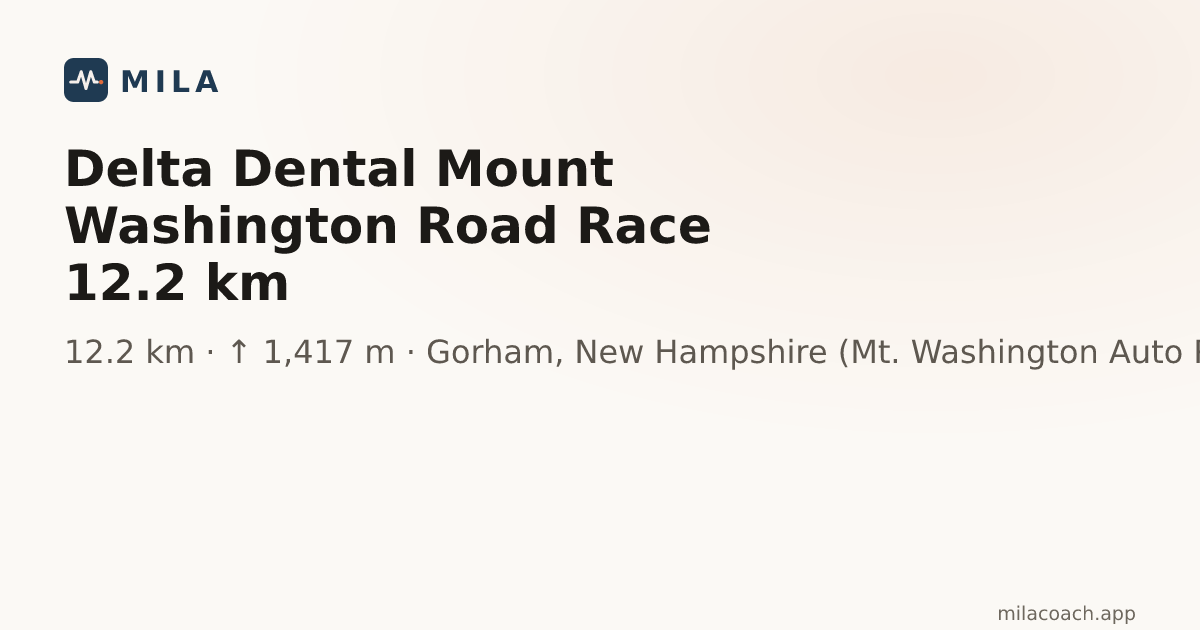 MILA
Delta Dental Mount
Washington Road Race
12.2 km
12.2 km · ↑ 1,417 m · Gorham, New Hampshire (Mt. Washington Auto
milacoach.app